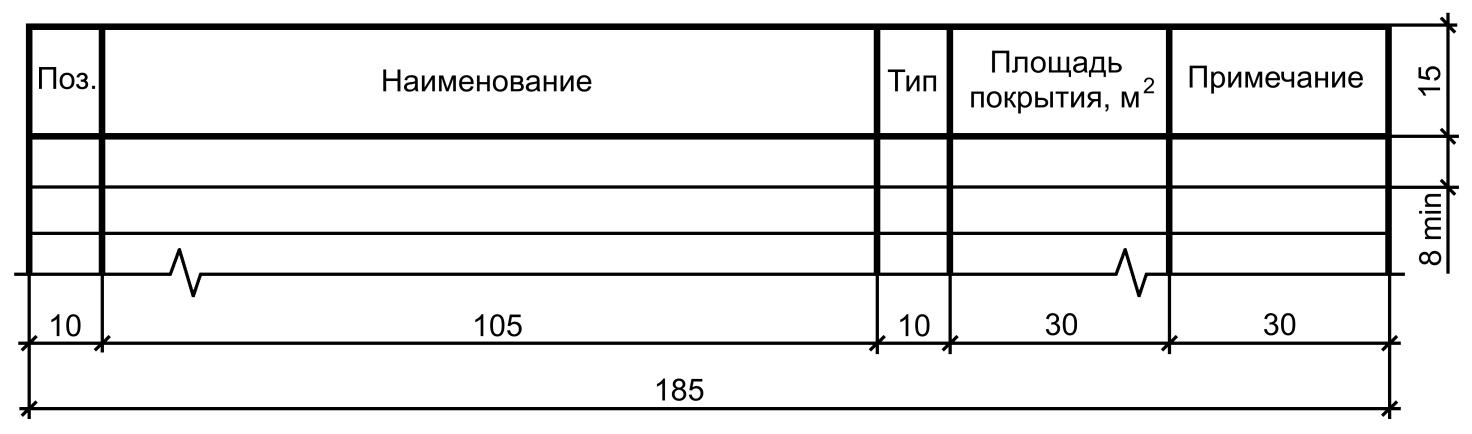 Поз.
Наименование
Тип
Площадь
покрытия, м²
Примечание
15
8 min
10
105
10
30
30
185